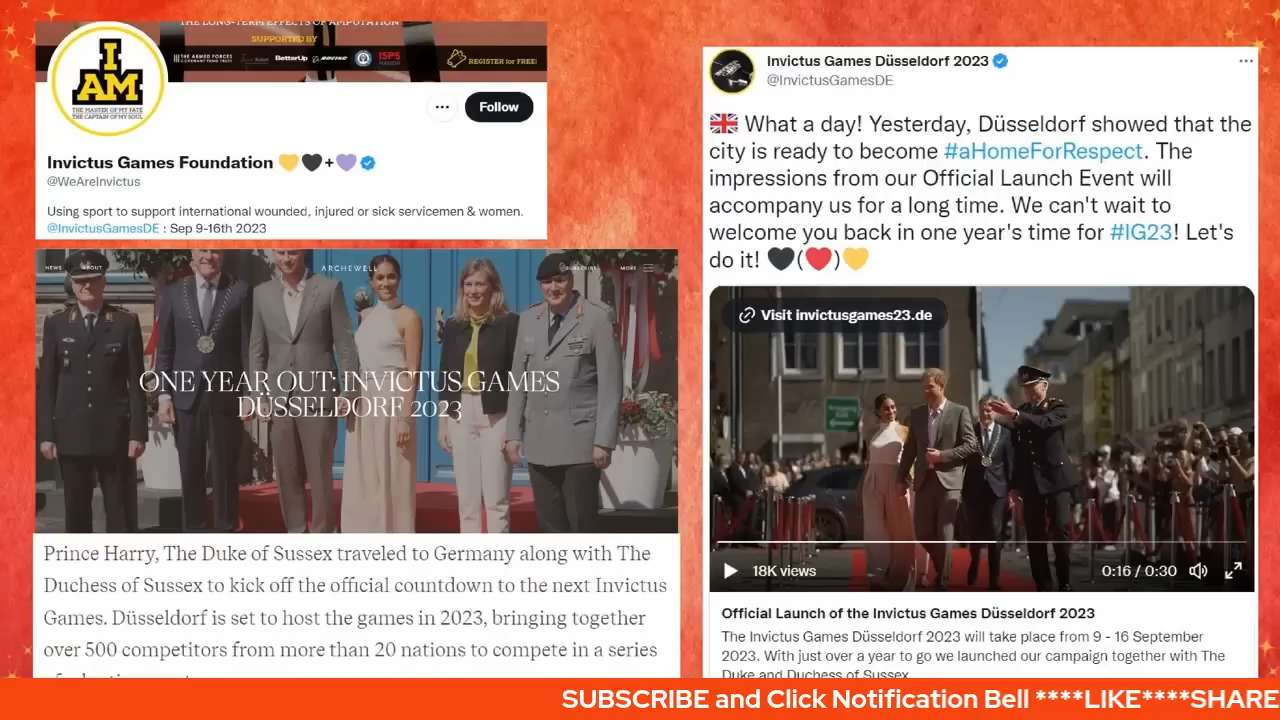 THE LONG-TERM EFFECTS OF AMPUTATION
SUPPORTED BY
THE ARMED FORCES
COVENANT FUND TRUST
BetterUp
BOEING
ISPS
REGISTER for FREE!
I
AM
THE MASTER OF MY FATE
THE CAPTAIN OF MY SOUL
Follow
Invictus Games Foundation 💛🖤+💜
@WeAreInvictus
Using sport to support international wounded, injured or sick servicemen & women.
@InvictusGamesDE : Sep 9-16th 2023
NEWS ABOUT ARCHEWELL SUBSCRIBE MORE
ONE YEAR OUT: INVICTUS GAMES
DÜSSELDORF 2023
Prince Harry, The Duke of Sussex traveled to Germany along with The
Duchess of Sussex to kick off the official countdown to the next Invictus
Games. Düsseldorf is set to host the games in 2023, bringing together
over 500 competitors from more than 20 nations to compete in a series
Invictus Games Düsseldorf 2023
@InvictusGamesDE
🇬🇧 What a day! Yesterday, Düsseldorf showed that the
city is ready to become #aHomeForRespect. The
impressions from our Official Launch Event will
accompany us for a long time. We can't wait to
welcome you back in one year's time for #IG23! Let's
do it! 🖤(❤️)💛
Visit invictusgames23.de
18K views 0:16 / 0:30
Official Launch of the Invictus Games Düsseldorf 2023
The Invictus Games Düsseldorf 2023 will take place from 9 - 16 September
2023. With just over a year to go we launched our campaign together with The
Duke and Duchess of Sussex
SUBSCRIBE and Click Notification Bell ****LIKE****SHARE